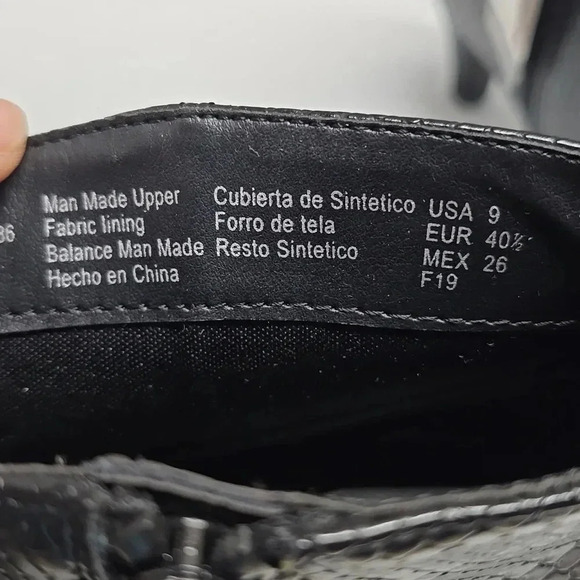 Man Made Upper Cubierta de Sintetico USA 9
Fabric lining Forro de tela EUR 40½
Balance Man Made Resto Sintetico MEX 26
Hecho en China F19